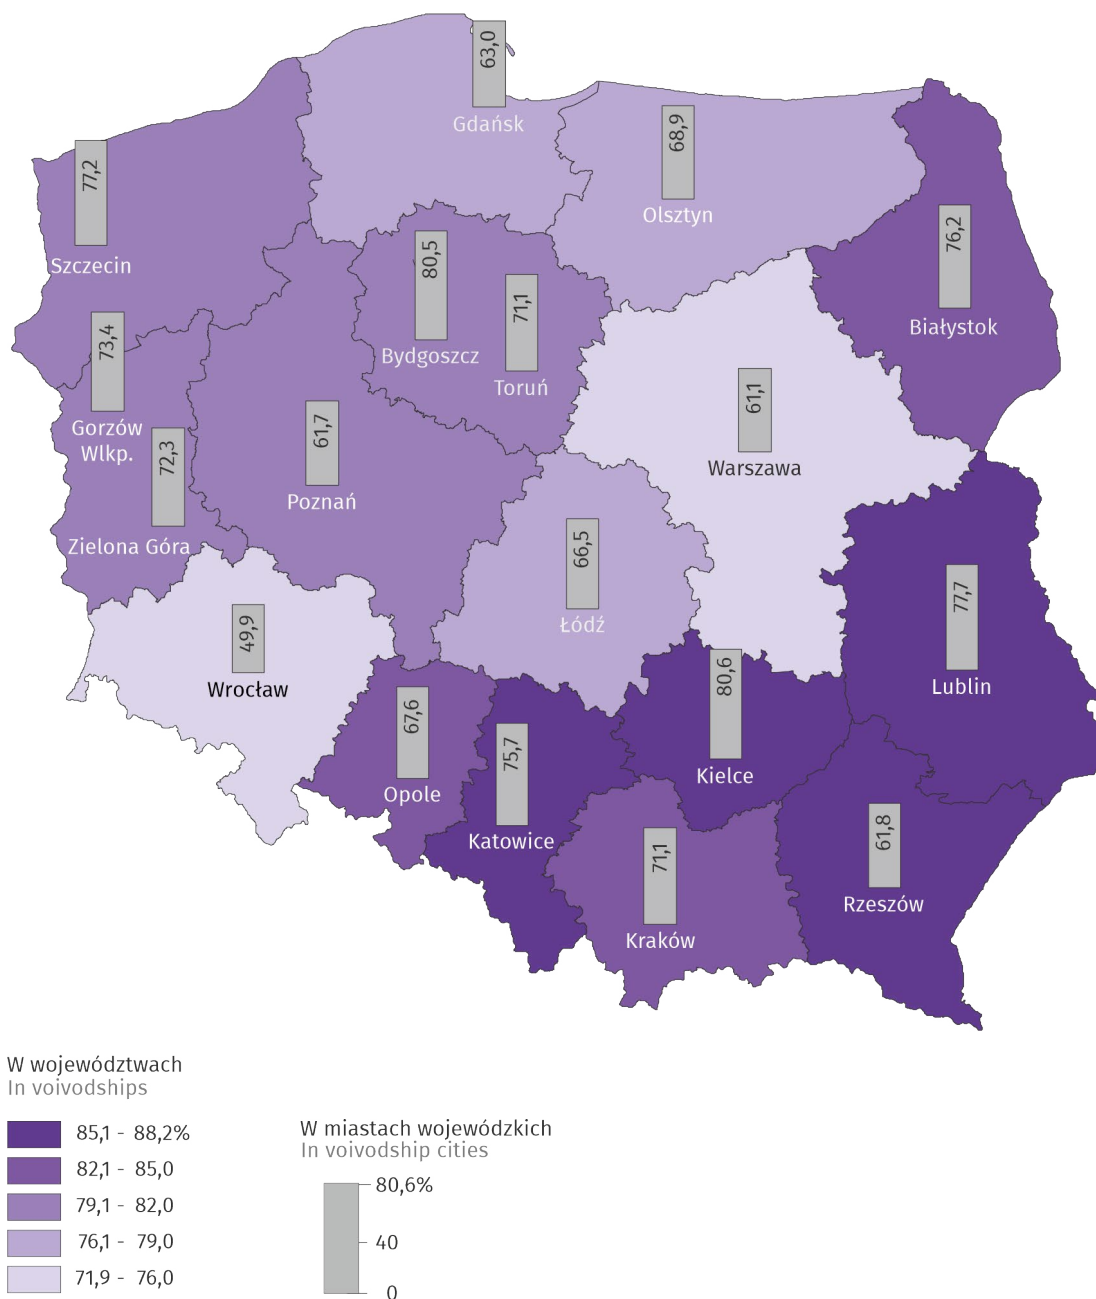 63,0
Gdańsk
68,9
Olsztyn
77,2
Szczecin
76,2
Białystok
80,5
Bydgoszcz
71,1
Toruń
73,4
Gorzów
Wlkp.
72,3
Zielona Góra
61,7
Poznań
61,1
Warszawa
66,5
Łódź
49,9
Wrocław
77,7
Lublin
67,6
Opole
75,7
Katowice
80,6
Kielce
71,1
Kraków
61,8
Rzeszów
W województwach
In voivodships
85,1 - 88,2%
82,1 - 85,0
79,1 - 82,0
76,1 - 79,0
71,9 - 76,0
W miastach wojewódzkich
In voivodship cities
80,6%
40
0